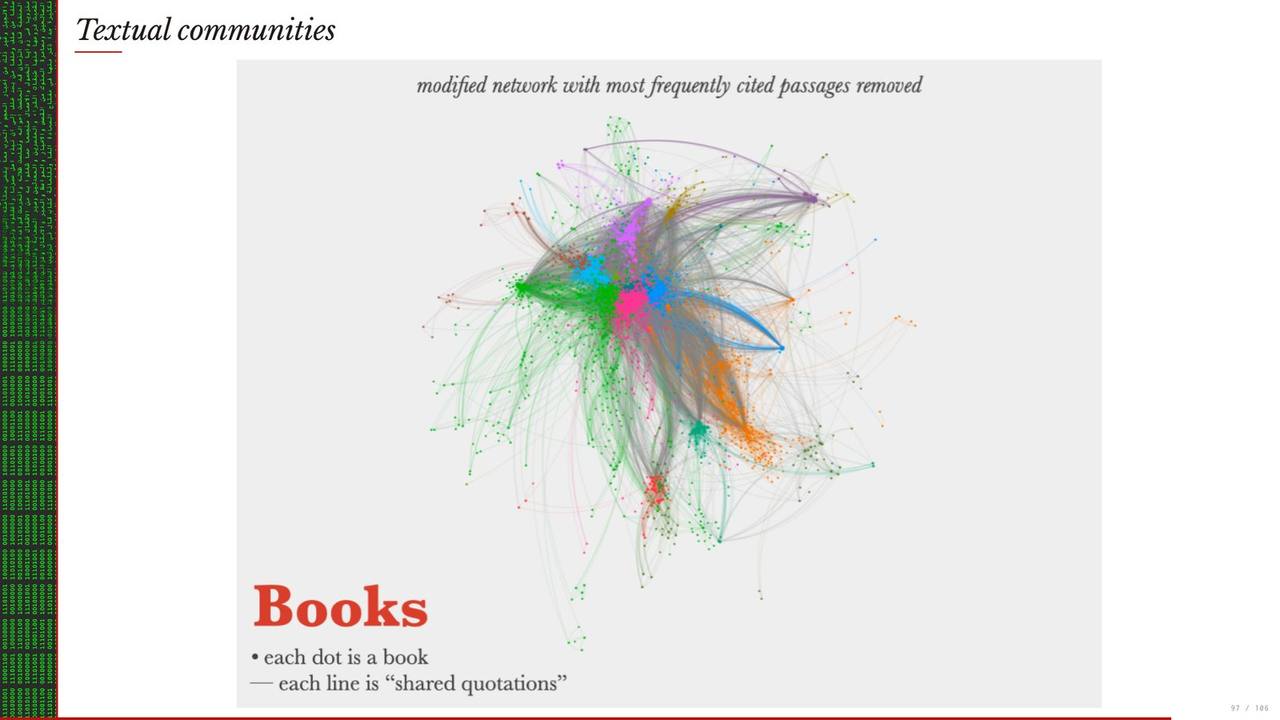 Textual communities
modified network with most frequently cited passages removed
Books
• each dot is a book
— each line is “shared quotations”
97 / 106